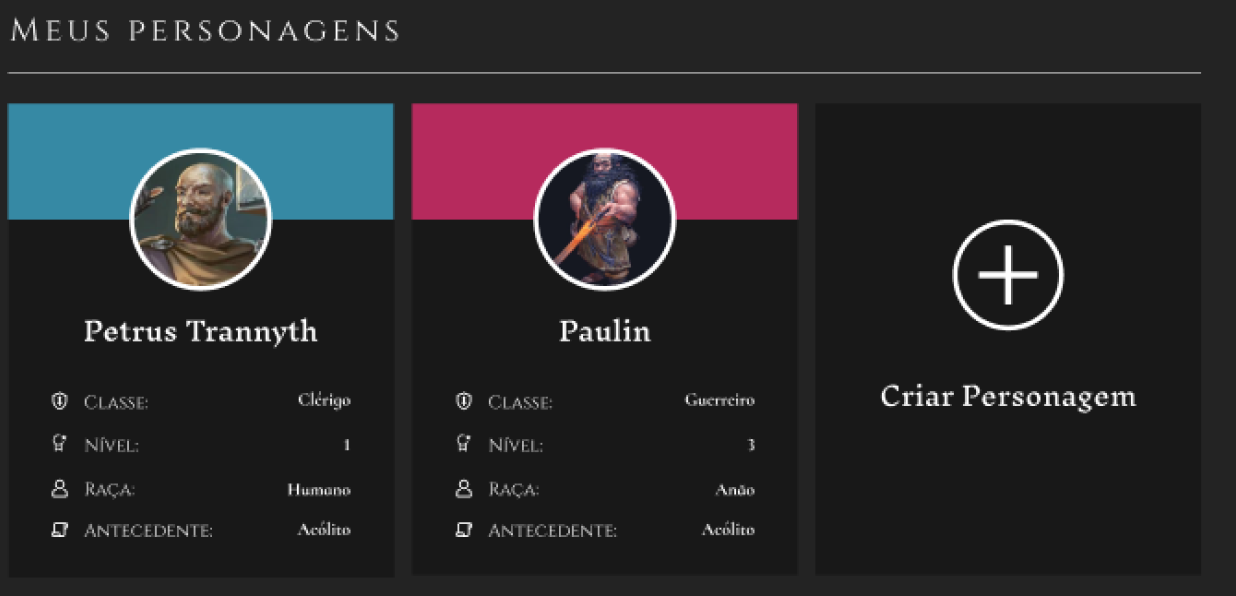 Meus personagens
Petrus Trannyth
Classe: Clérigo
Nível: 1
Raça: Humano
Antecedente: Acólito
Paulin
Classe: Guerreiro
Nível: 3
Raça: Anão
Antecedente: Acólito
Criar Personagem